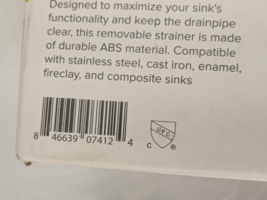 Designed to maximize your sink's
functionality and keep the drainpipe
clear, this removable strainer is made
of durable ABS material. Compatible
with stainless steel, cast iron, enamel,
fireclay, and composite sinks
8 46639 07412 4
UPC
C ®